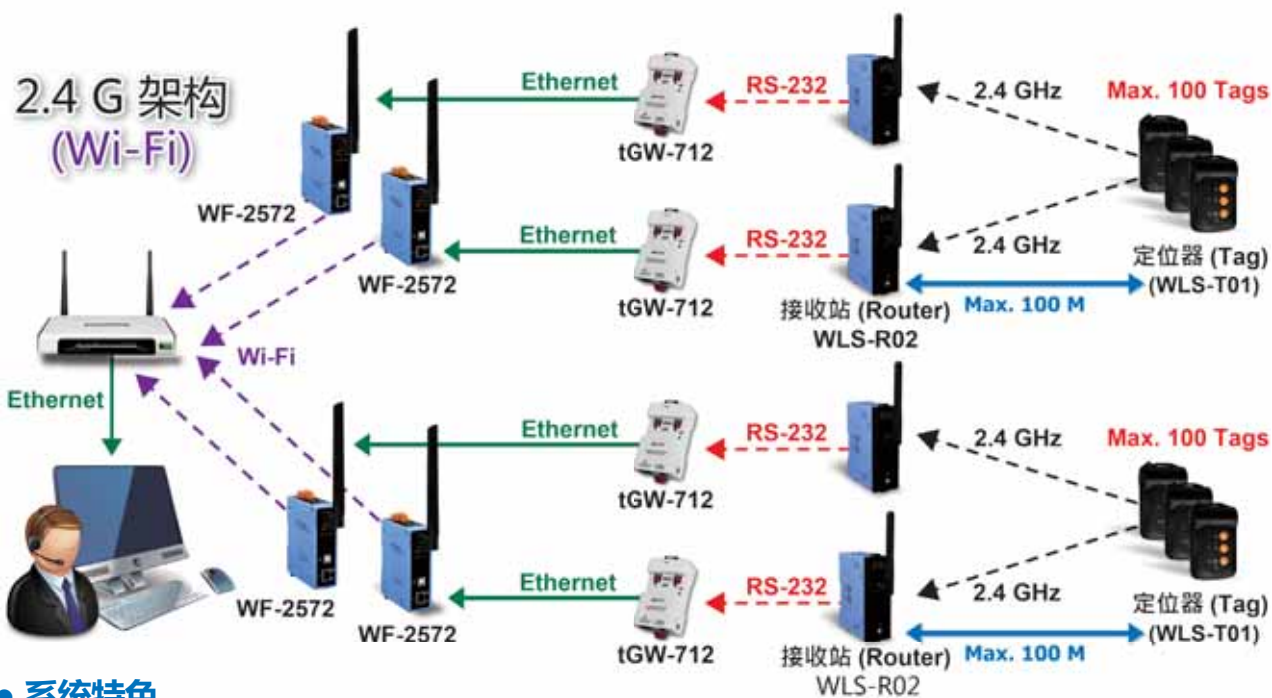 2.4 G 架构
(Wi-Fi)
Ethernet
RS-232
2.4 GHz
Max. 100 Tags
tGW-712
WF-2572
Ethernet
RS-232
2.4 GHz
定位器 (Tag)
(WLS-T01)
WF-2572
tGW-712
接收站 (Router)
WLS-R02
Max. 100 M
Wi-Fi
Ethernet
Ethernet
RS-232
2.4 GHz
Max. 100 Tags
tGW-712
WF-2572
Ethernet
RS-232
2.4 GHz
定位器 (Tag)
(WLS-T01)
WF-2572
tGW-712
接收站 (Router)
WLS-R02
Max. 100 M
• 系统特色